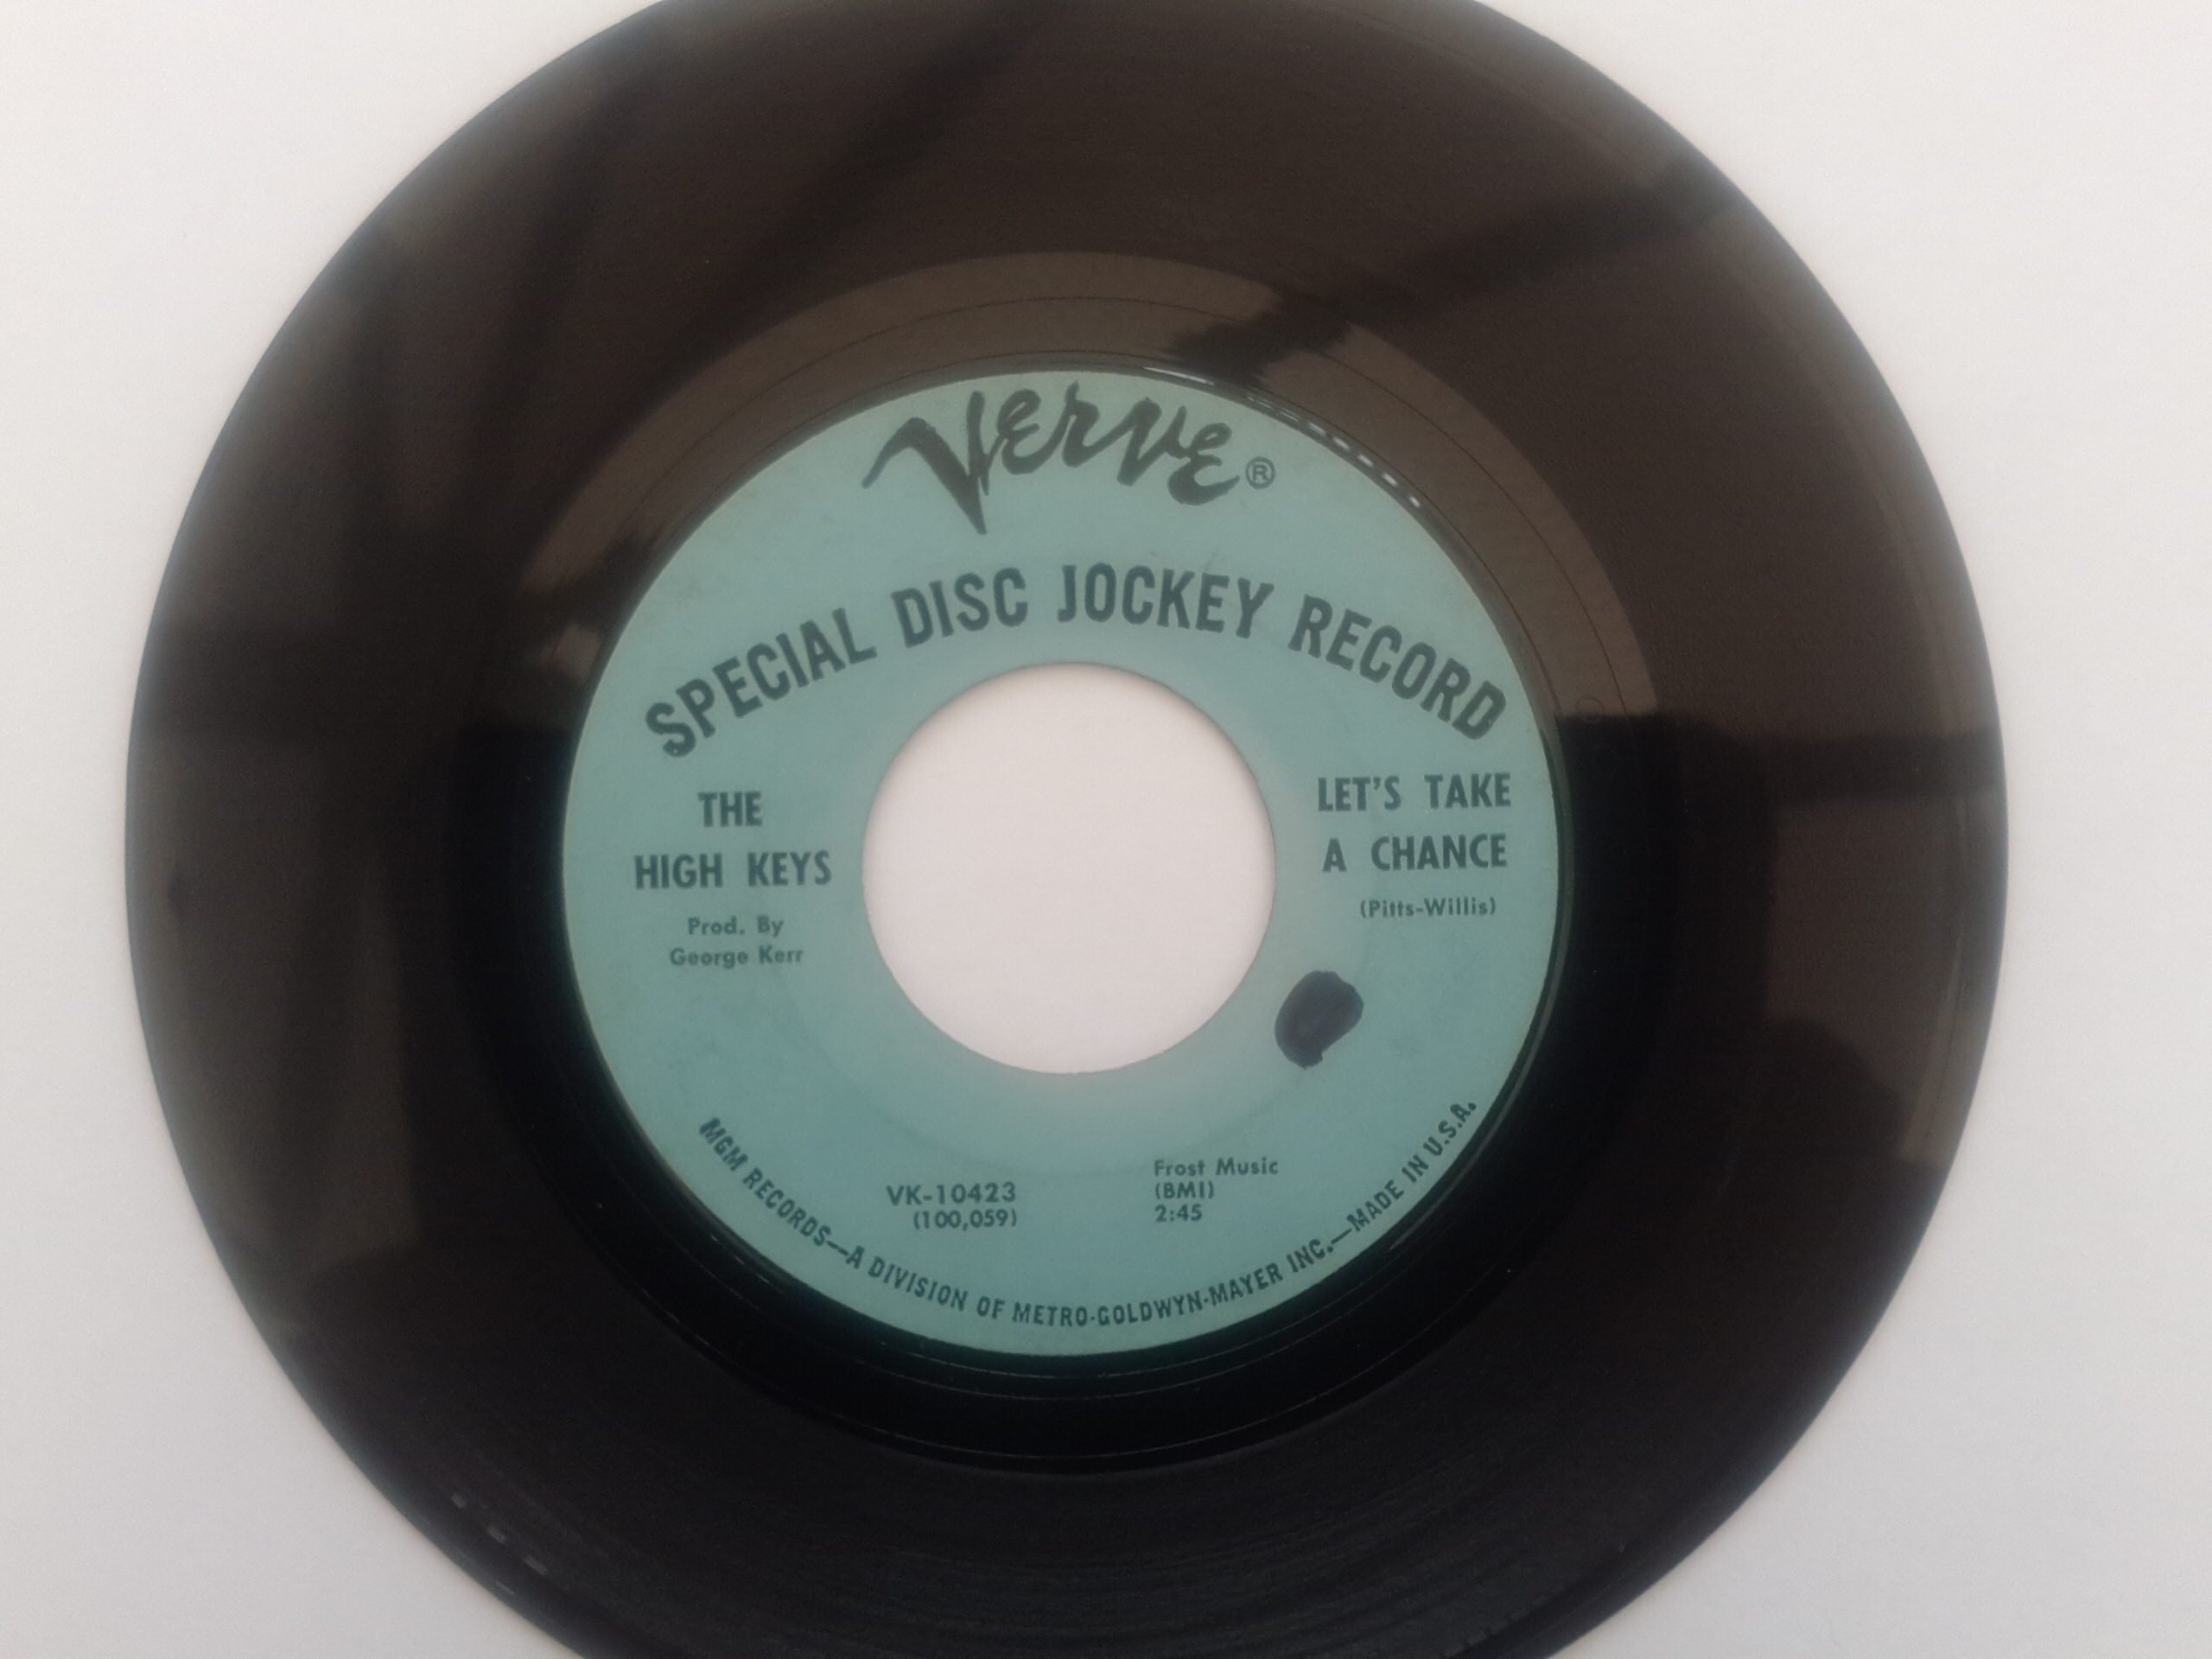 VERVE®
SPECIAL DISC JOCKEY RECORD
THE
HIGH KEYS
Prod. By
George Kerr
LET'S TAKE
A CHANCE
(Pitts-Willis)
VK-10423
(100,059)
Frost Music
(BMI)
2:45
MGM RECORDS—A DIVISION OF METRO-GOLDWYN-MAYER INC.—MADE IN U.S.A.